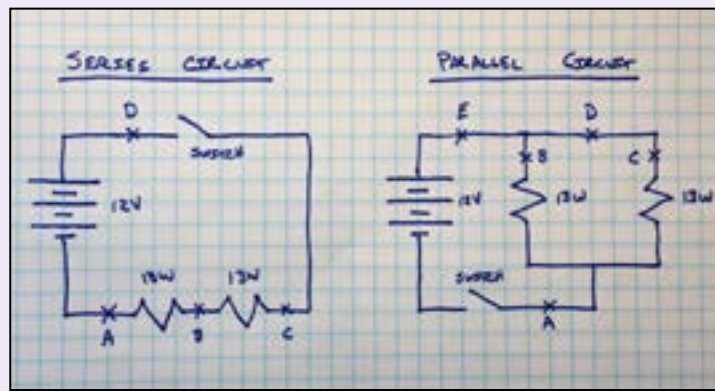 SERIES CIRCUIT
D
SWITCH
12V
13W 13W
A B C
PARALLEL CIRCUIT
E D
B C
12V 13W 13W
SWITCH
A